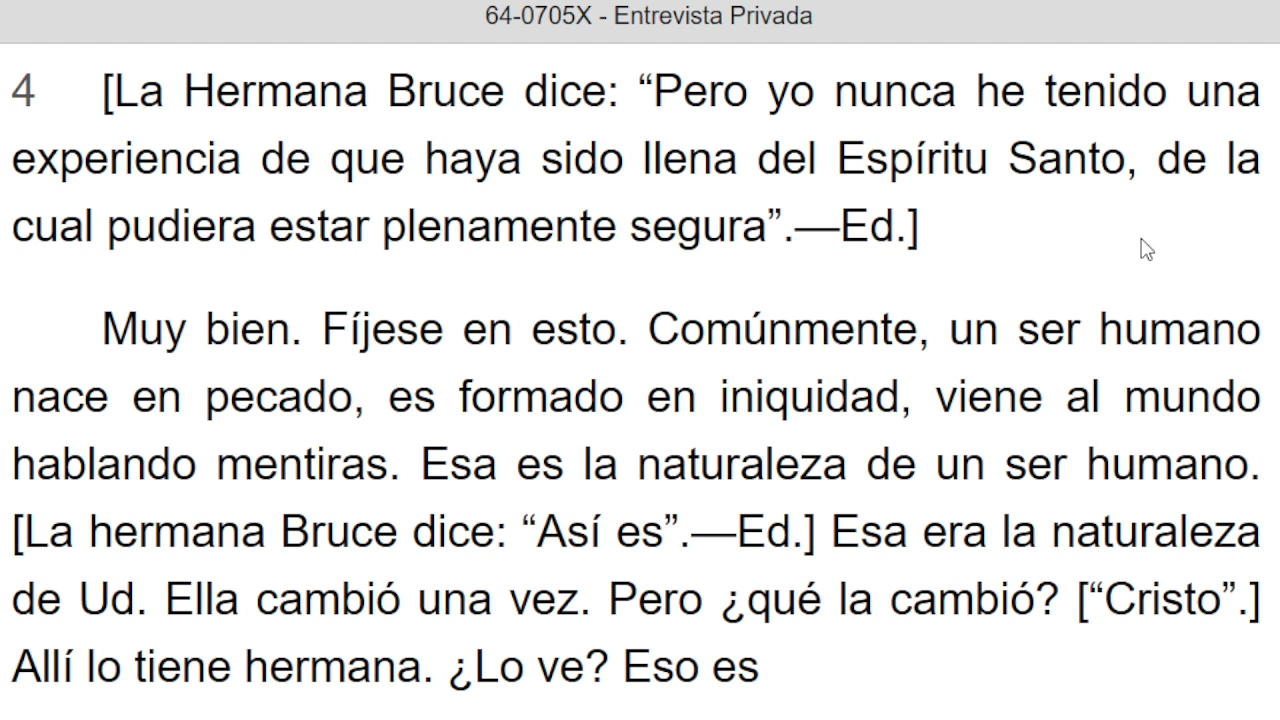 64-0705X - Entrevista Privada
4 [La Hermana Bruce dice: “Pero yo nunca he tenido una
experiencia de que haya sido llena del Espíritu Santo, de la
cual pudiera estar plenamente segura”.—Ed.]
Muy bien. Fíjese en esto. Comúnmente, un ser humano
nace en pecado, es formado en iniquidad, viene al mundo
hablando mentiras. Esa es la naturaleza de un ser humano.
[La hermana Bruce dice: “Así es”.—Ed.] Esa era la naturaleza
de Ud. Ella cambió una vez. Pero ¿qué la cambió? [“Cristo”.]
Allí lo tiene hermana. ¿Lo ve? Eso es